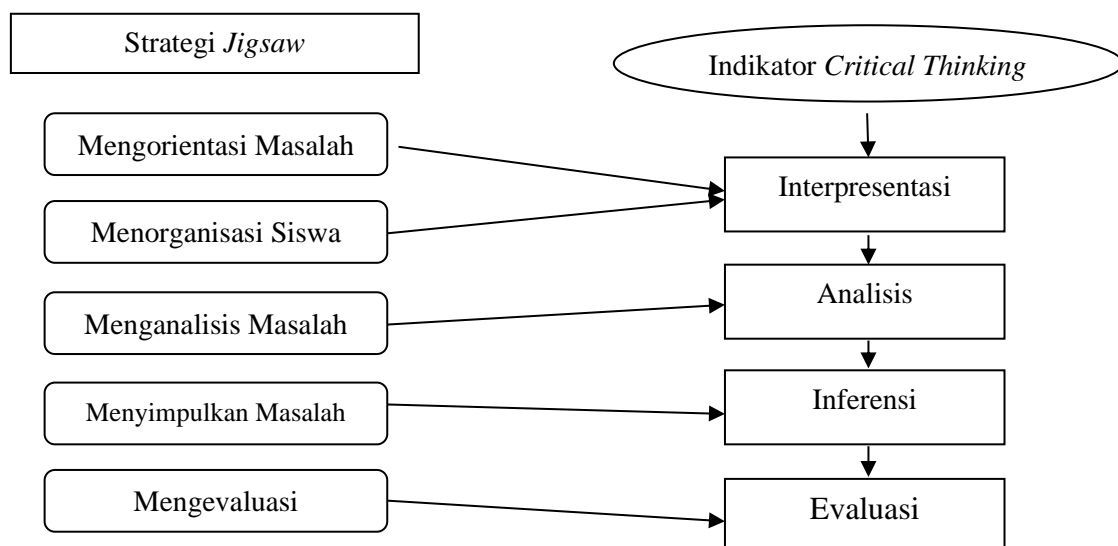 Strategi Jigsaw
Indikator Critical Thinking
Mengorientasi Masalah
Interpresentasi
Menorganisasi Siswa
Analisis
Menganalisis Masalah
Inferensi
Menyimpulkan Masalah
Mengevaluasi
Evaluasi